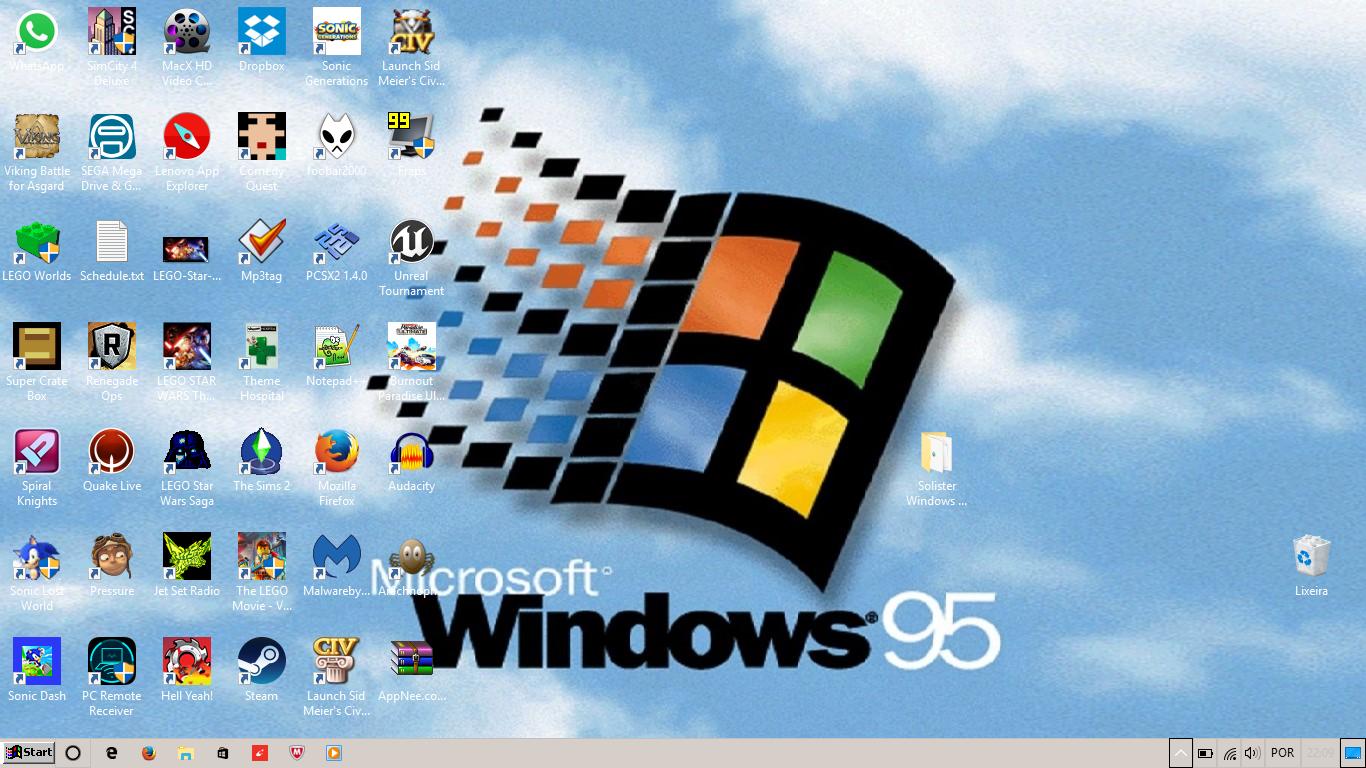 WhatsApp
SimCity 4
Deluxe
MacX HD
Video C...
Dropbox
Sonic
Generations
Launch Sid
Meier's Civ...
Viking Battle
for Asgard
SEGA Mega
Drive & G...
Lenovo App
Explorer
Comedy
Quest
foobar2000
99
Fraps
LEGO Worlds
Schedule.txt
LEGO-Star-...
Mp3tag
PCSX2 1.4.0
Unreal
Tournament
Super Crate
Box
Renegade
Ops
LEGO STAR
WARS Th...
Theme
Hospital
Notepad++
Burnout
Paradise Ul...
Spiral
Knights
Quake Live
LEGO Star
Wars Saga
The Sims 2
Mozilla
Firefox
Audacity
Solister
Windows ...
Sonic Lost
World
Pressure
Jet Set Radio
The LEGO
Movie - V...
Malwareby...
Arachnoph...
Lixeira
Microsoft
Windows® 95
Sonic Dash
PC Remote
Receiver
Hell Yeah!
Steam
Launch Sid
Meier's Civ...
AppNee.co...
Start
POR
22:09